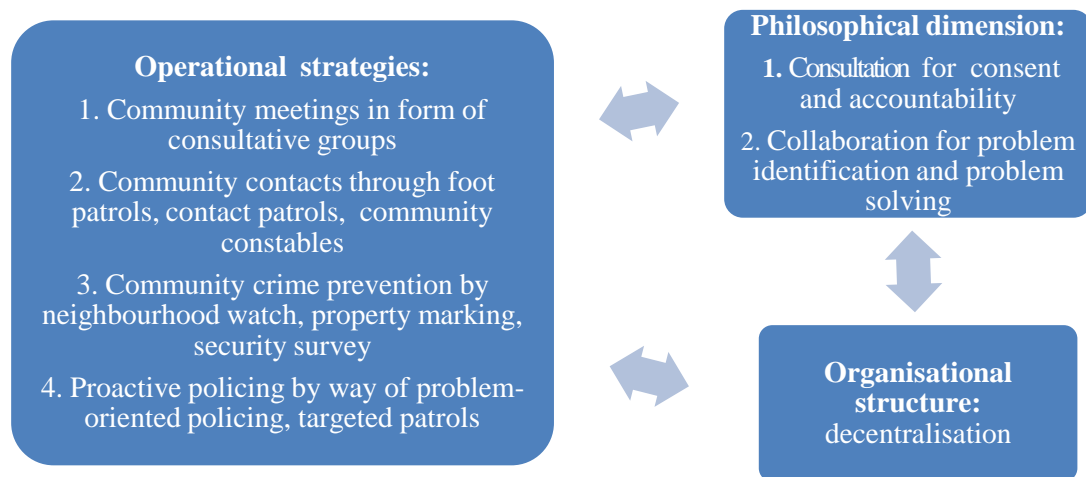 Operational strategies:
1. Community meetings in form of
consultative groups
2. Community contacts through foot
patrols, contact patrols, community
constables
3. Community crime prevention by
neighbourhood watch, property marking,
security survey
4. Proactive policing by way of problem-
oriented policing, targeted patrols
Philosophical dimension:
1. Consultation for consent
and accountability
2. Collaboration for problem
identification and problem
solving
Organisational
structure:
decentralisation